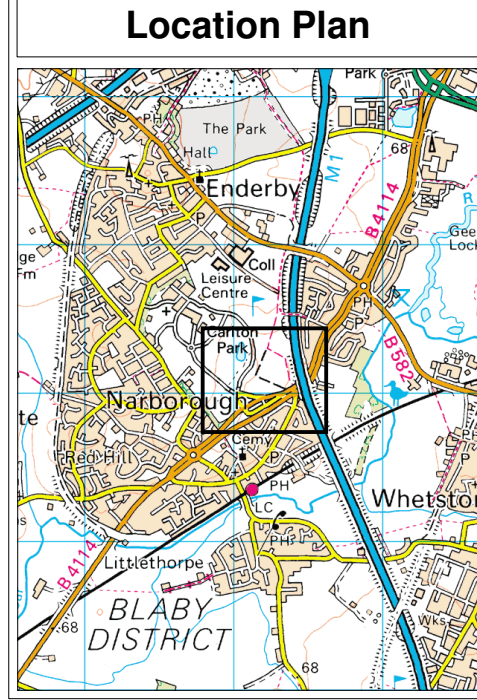 Location Plan
Park
PH
The Park
Hall
68
M1
Enderby
P
B4114
R
Gee
Lock
ge
Fm
Coll
Leisure
Centre
PH
P
Carlton
Park
B582
Narborough
te
Cemy
Red Hill
P
PH
P
PH
Whetsto
LC
PH
Littlethorpe
B4114
BLABY
DISTRICT
Wks
68
68